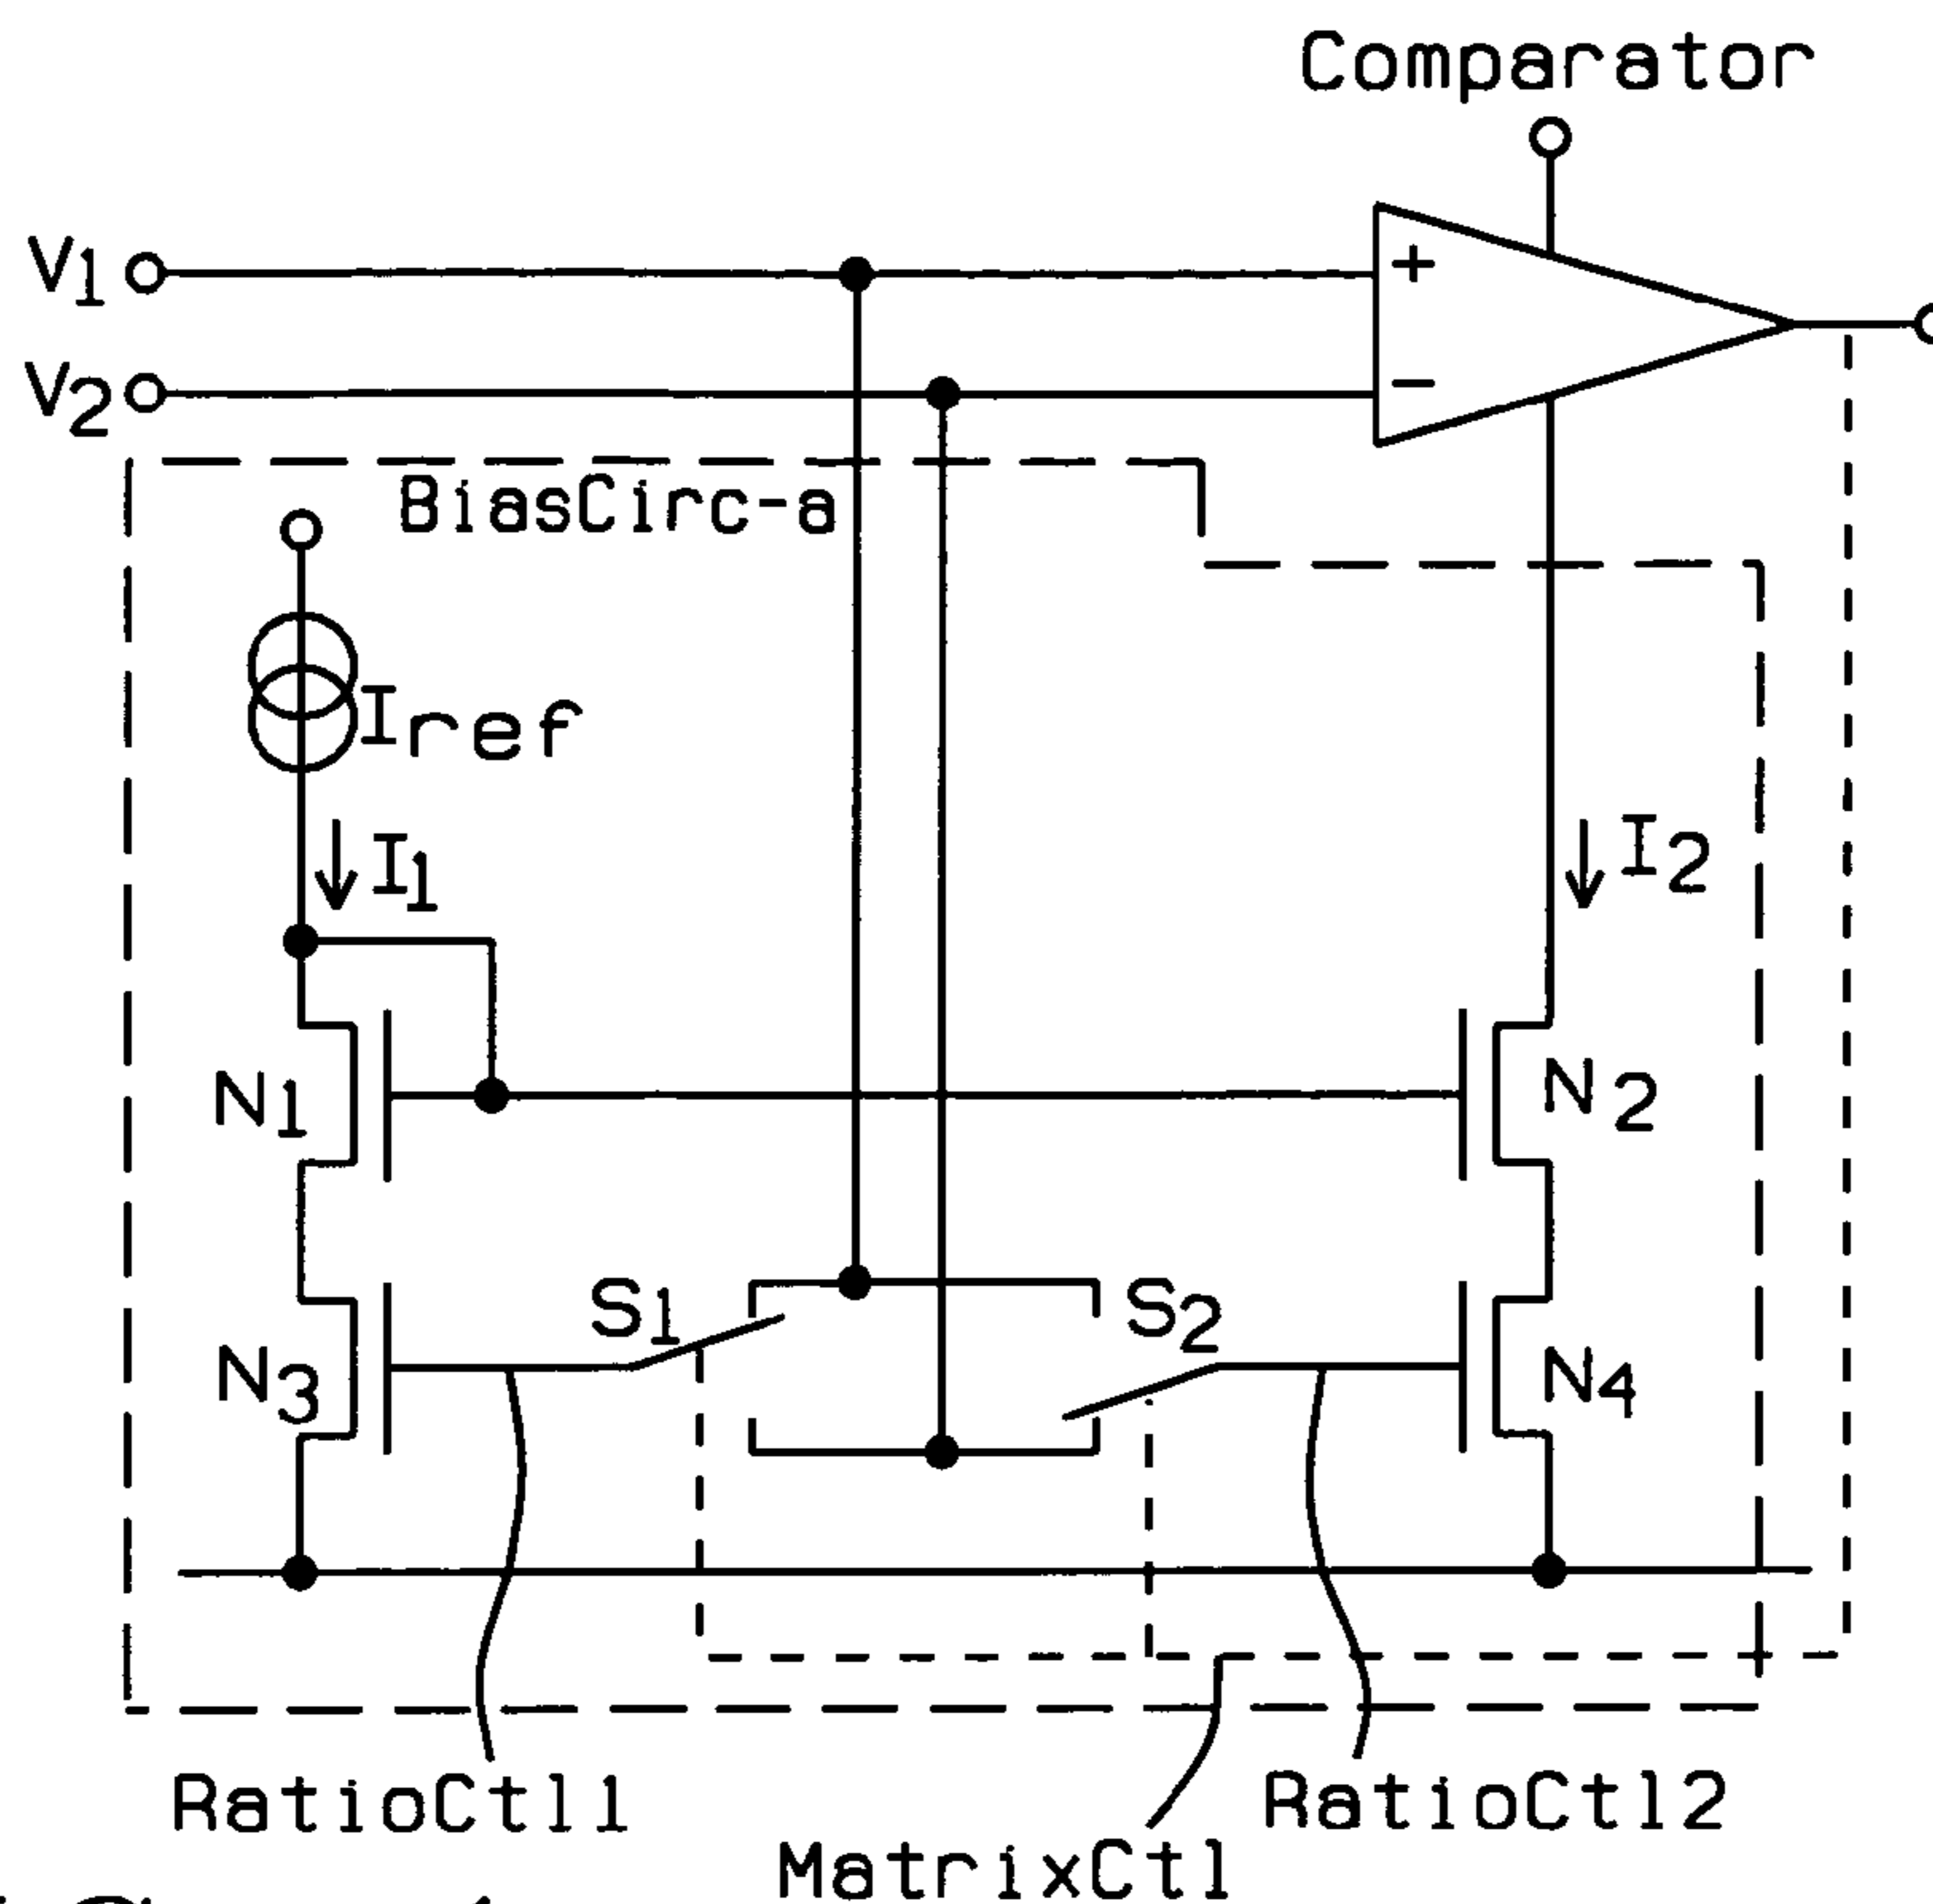 Comparator
V1
+
V2
-
BiasCirc-a
Iref
I1
I2
N1
N2
S1
S2
N3
N4
RatioCtl1
RatioCtl2
MatrixCtl